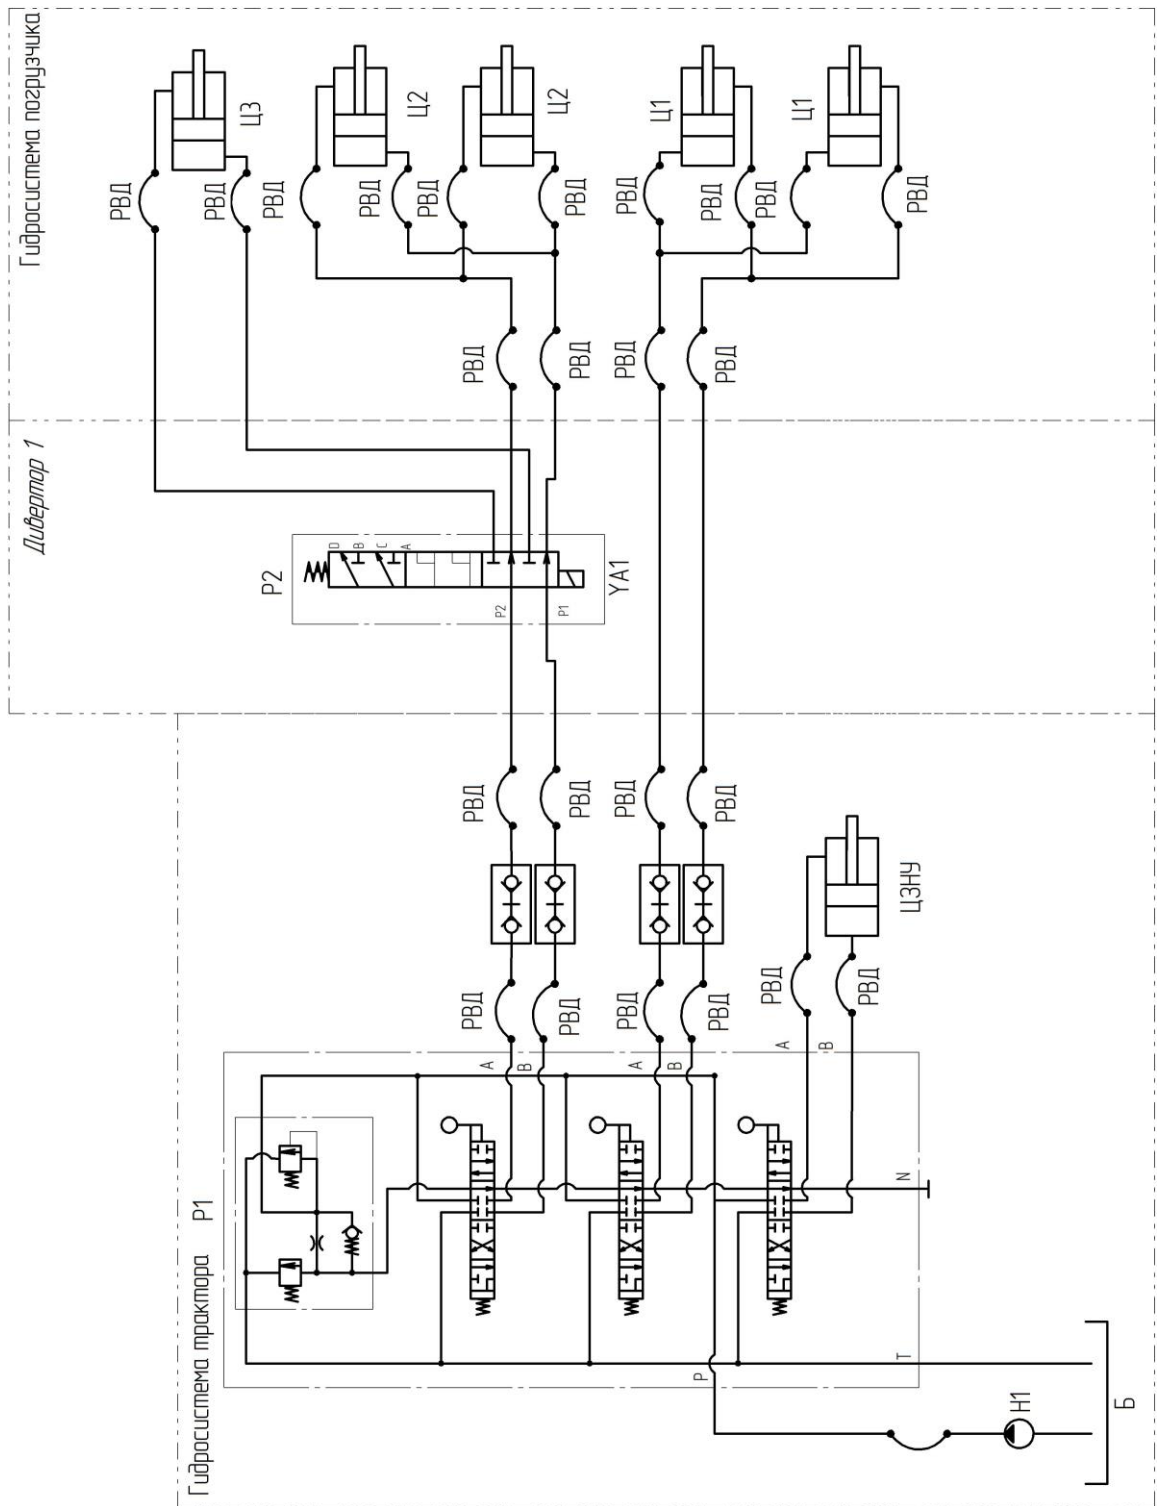 Гидросистема погрузчика
Ц3
Ц2
Ц2
Ц1
Ц1
РВД
РВД
РВД
РВД
РВД
РВД
РВД
РВД
РВД
РВД
РВД
РВД
РВД
РВД
Дивертор 1
Р2
D
B
C
A
P2
P1
YA1
РВД
РВД
РВД
РВД
ЦЗНУ
РВД
РВД
РВД
РВД
РВД
РВД
Гидросистема трактора
Р1
A
B
A
B
A
B
N
P
T
Н1
Б